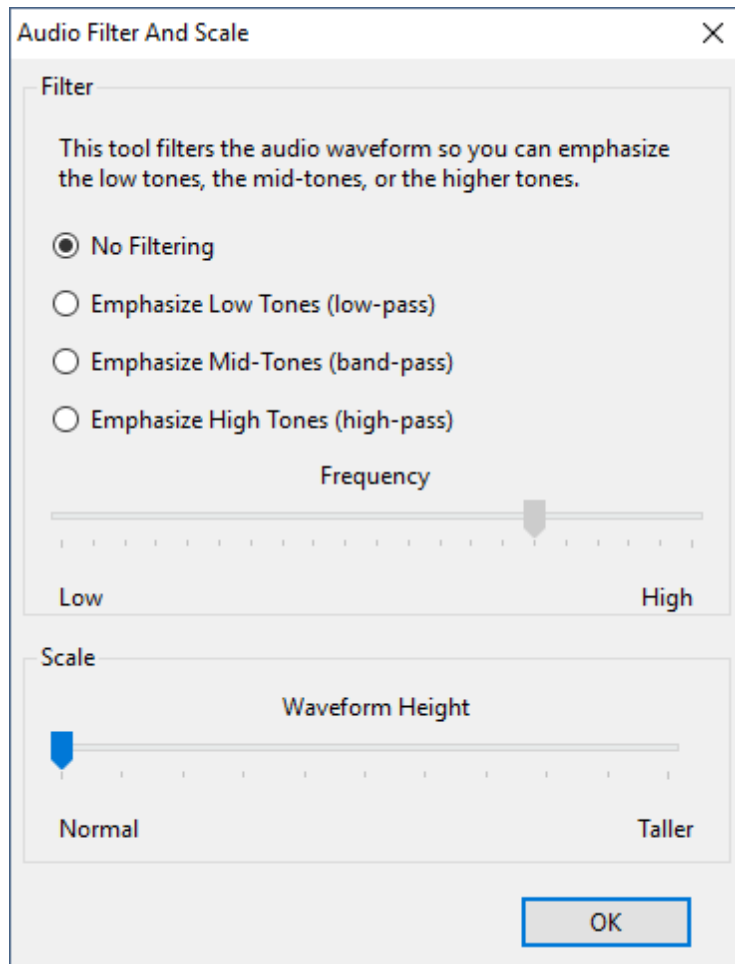 Audio Filter And Scale
Filter
This tool filters the audio waveform so you can emphasize
the low tones, the mid-tones, or the higher tones.
No Filtering
Emphasize Low Tones (low-pass)
Emphasize Mid-Tones (band-pass)
Emphasize High Tones (high-pass)
Frequency
Low High
Scale
Waveform Height
Normal Taller
OK